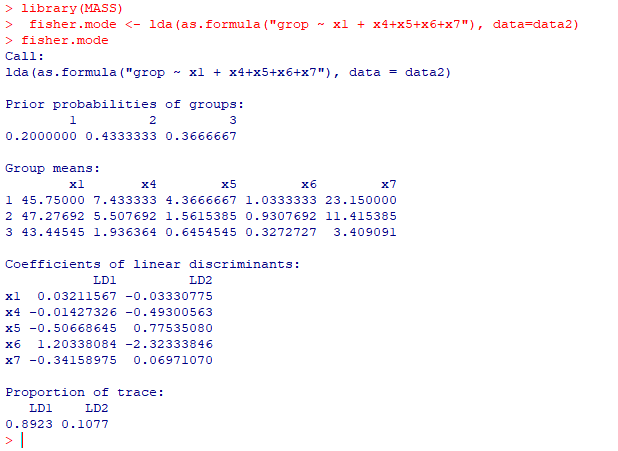 > library(MASS)
>  fisher.mode <- lda(as.formula("grop ~ x1 + x4+x5+x6+x7"), data=data2)
> fisher.mode
Call:
lda(as.formula("grop ~ x1 + x4+x5+x6+x7"), data = data2)
Prior probabilities of groups:
        1         2         3
0.2000000 0.4333333 0.3666667
Group means:
        x1       x4        x5        x6        x7
1 45.75000 7.433333 4.3666667 1.0333333 23.150000
2 47.27692 5.507692 1.5615385 0.9307692 11.415385
3 43.44545 1.936364 0.6454545 0.3272727  3.409091
Coefficients of linear discriminants:
           LD1         LD2
x1  0.03211567 -0.03330775
x4 -0.01427326 -0.49300563
x5 -0.50668645  0.77535080
x6  1.20338084 -2.32333846
x7 -0.34158975  0.06971070
Proportion of trace:
   LD1    LD2
0.8923 0.1077
>